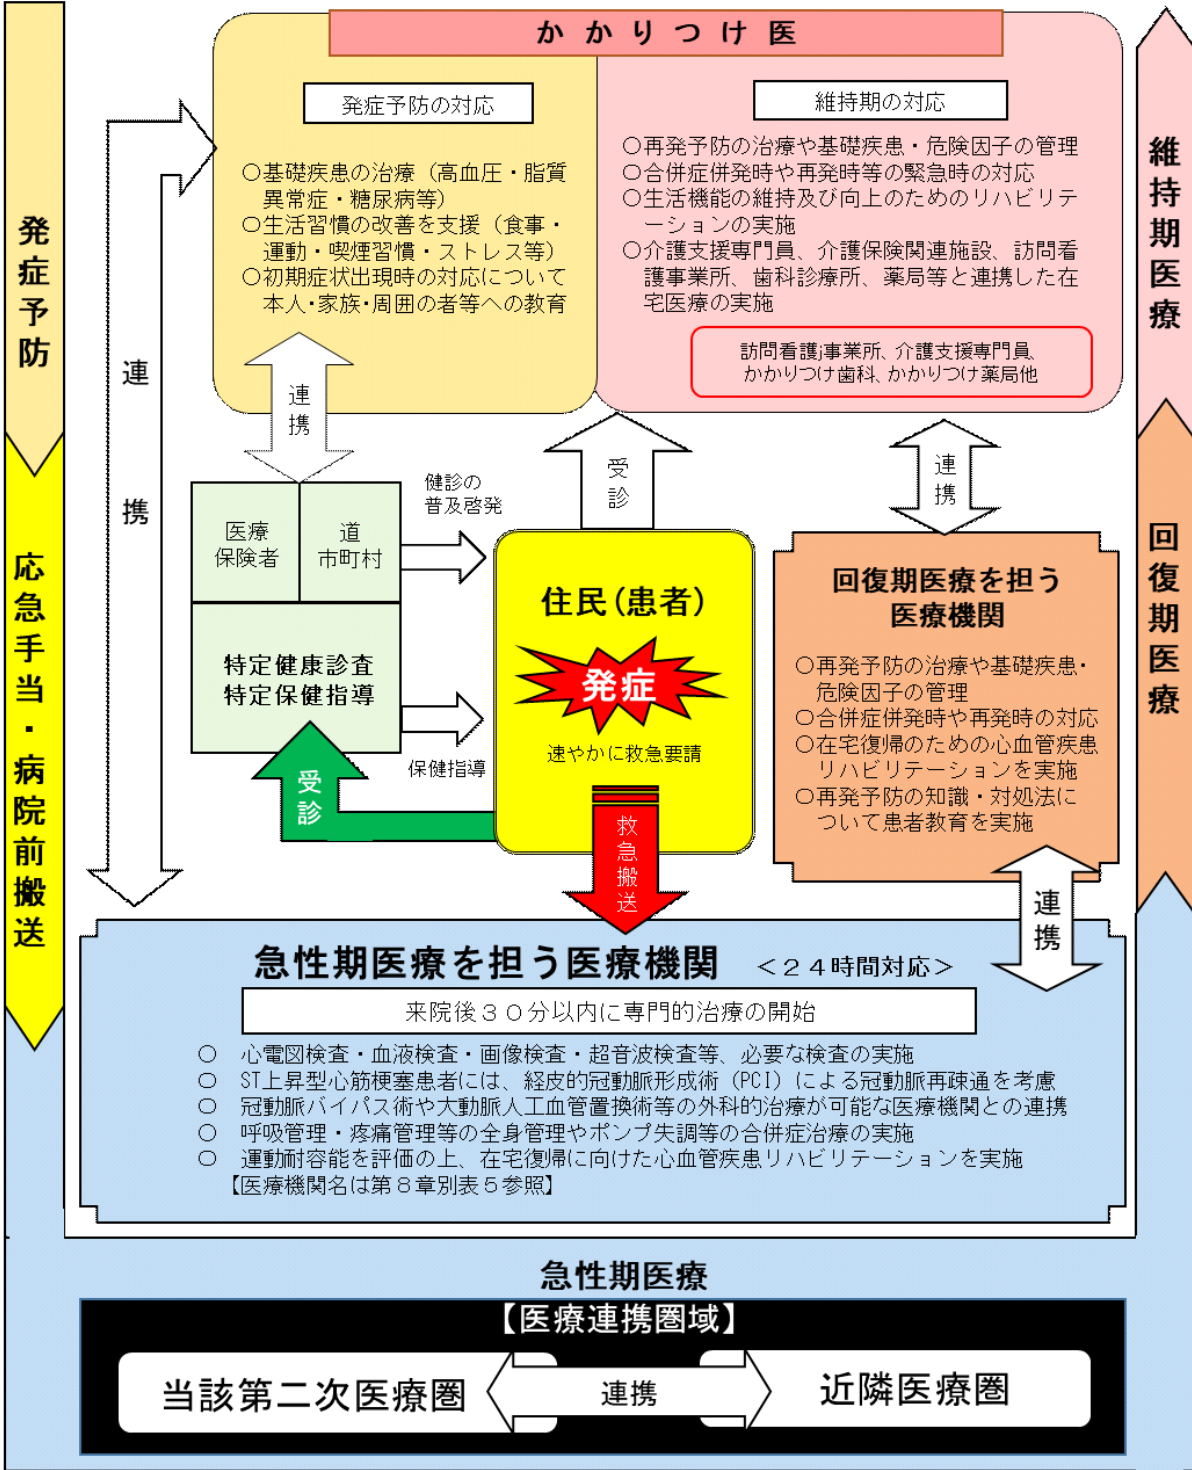 かかりつけ医
発症予防の対応
○基礎疾患の治療（高血圧・脂質
異常症・糖尿病等）
○生活習慣の改善を支援（食事・
運動・喫煙習慣・ストレス等）
○初期症状出現時の対応について
本人・家族・周囲の者等への教育
維持期の対応
○再発予防の治療や基礎疾患・危険因子の管理
○合併症併発時や再発時等の緊急時の対応
○生活機能の維持及び向上のためのリハビリテ
ーションの実施
○介護支援専門員、介護保険関連施設、訪問看
護事業所、歯科診療所、薬局等と連携した在
宅医療の実施
訪問看護j事業所、介護支援専門員、
かかりつけ歯科、かかりつけ薬局他
発症予防
応急手当・病院前搬送
維持期医療
回復期医療
連携
連携
受診
連携
医療
保険者
道
市町村
健診の
普及啓発
特定健康診査
特定保健指導
保健指導
受診
住民（患者）
発症
速やかに救急要請
救急搬送
回復期医療を担う
医療機関
○再発予防の治療や基礎疾患・
危険因子の管理
○合併症併発時や再発時の対応
○在宅復帰のための心血管疾患
リハビリテーションを実施
○再発予防の知識・対処法に
ついて患者教育を実施
連携
急性期医療を担う医療機関 ＜２４時間対応＞
来院後３０分以内に専門的治療の開始
○ 心電図検査・血液検査・画像検査・超音波検査等、必要な検査の実施
○ ST上昇型心筋梗塞患者には、経皮的冠動脈形成術（PCI）による冠動脈再疎通を考慮
○ 冠動脈バイパス術や大動脈人工血管置換術等の外科的治療が可能な医療機関との連携
○ 呼吸管理・疼痛管理等の全身管理やポンプ失調等の合併症治療の実施
○ 運動耐容能を評価の上、在宅復帰に向けた心血管疾患リハビリテーションを実施
【医療機関名は第８章別表５参照】
急性期医療
【医療連携圏域】
当該第二次医療圏
連携
近隣医療圏